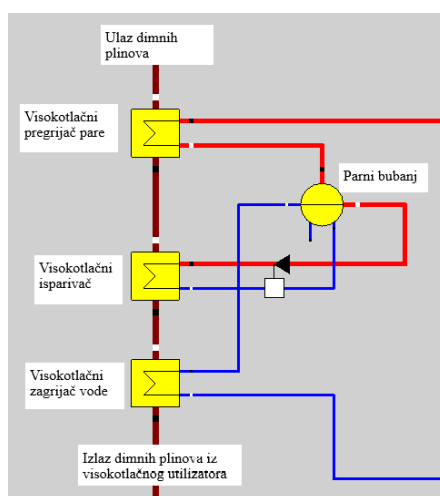 Ulaz dimnih
plinova
Visokotlačni
pregrijač pare
Parni bubanj
Visokotlačni
isparivač
Visokotlačni
zagrijač vode
Izlaz dimnih plinova iz
visokotlačnog utilizatora